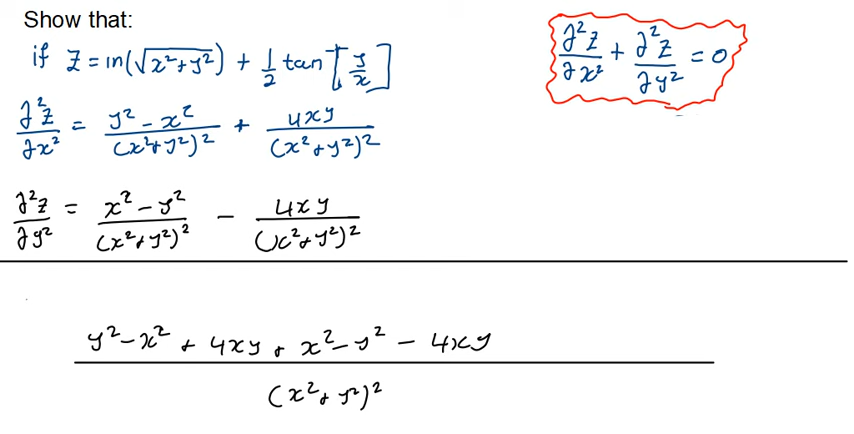 Show that:
if Z = ln(√x²+y²) + 1/2 tan [y/x]
∂²Z/∂x² + ∂²Z/∂y² = 0
∂²Z/∂x² = y² - x²/(x²+y²)² + 4xy/(x²+y²)²
∂²Z/∂y² = x² - y²/(x²+y²)² - 4xy/(x²+y²)²
y² - x² + 4xy + x² - y² - 4xy/(x²+y²)²